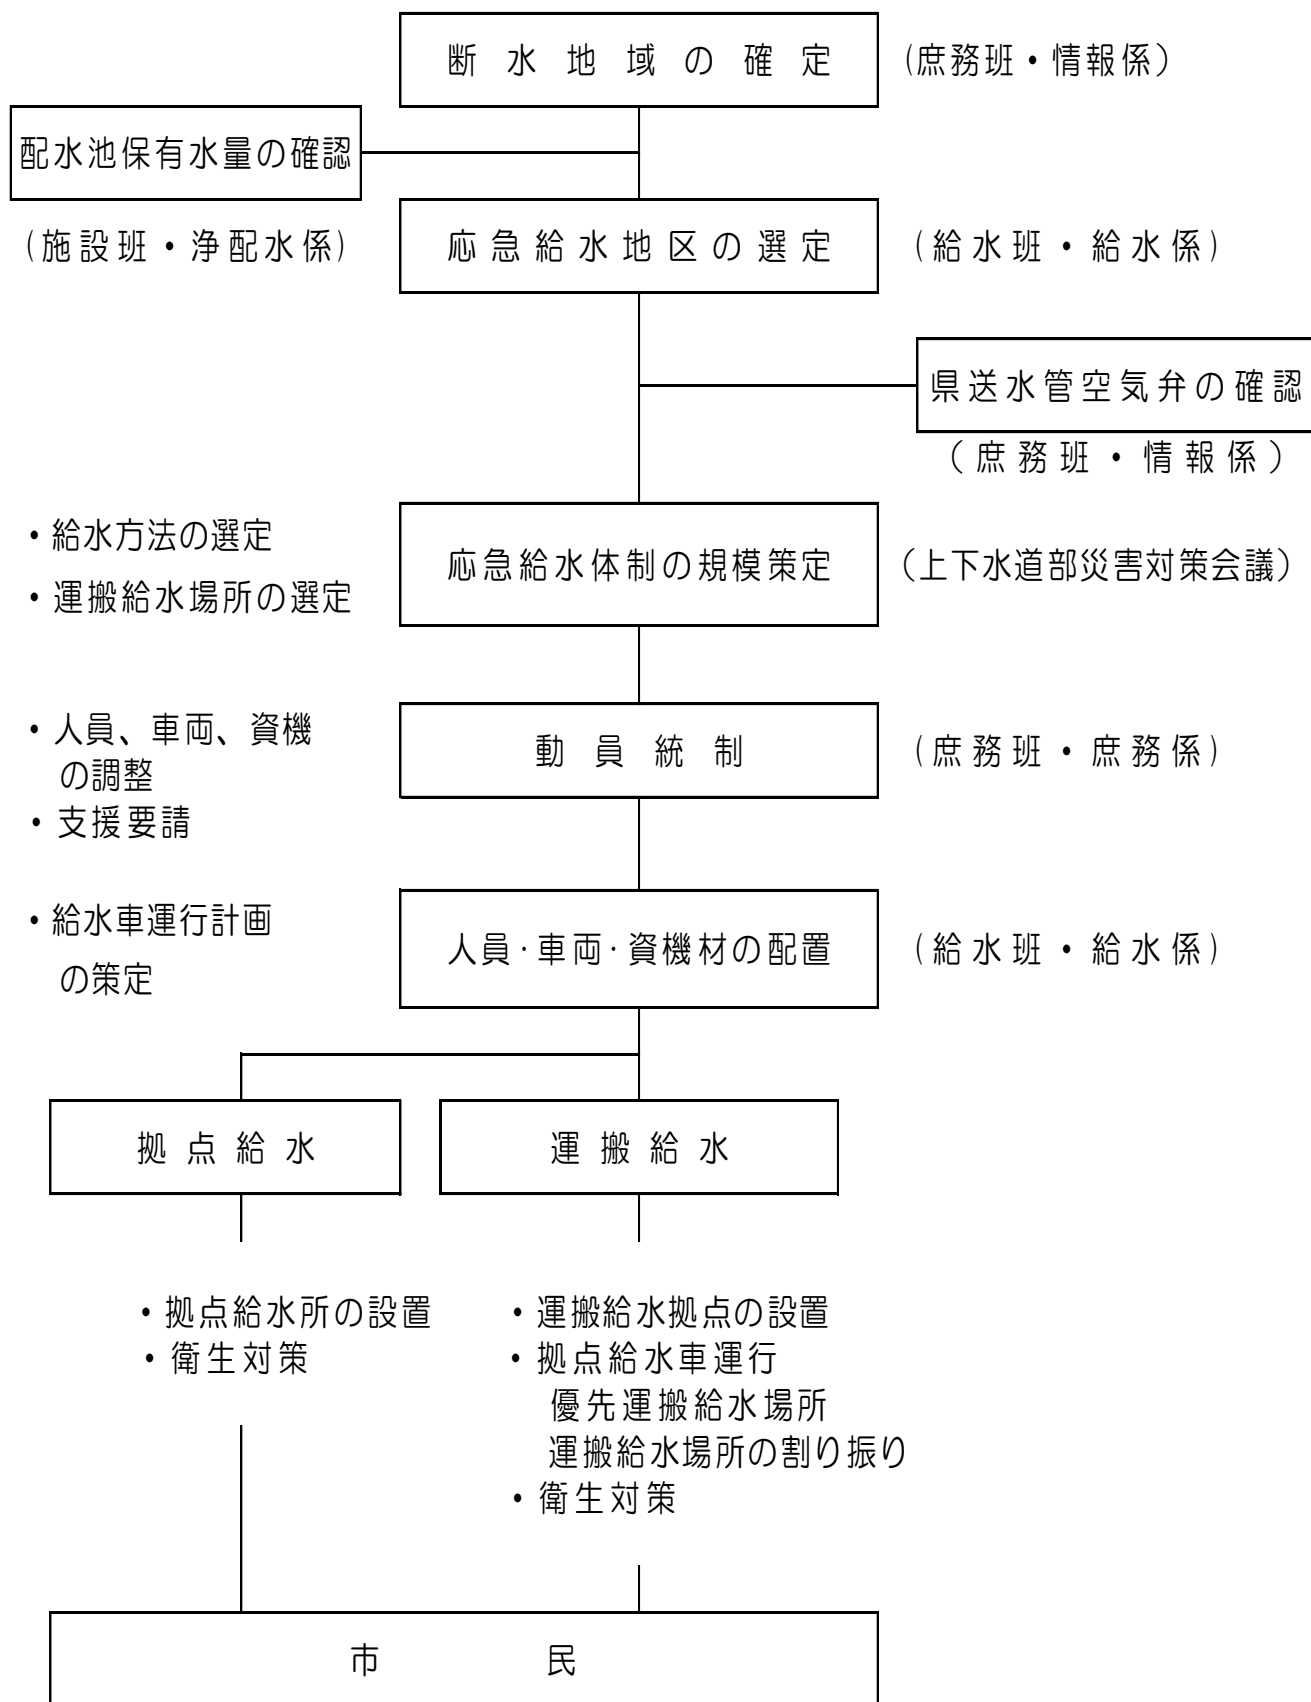 断水地域の確定
(庶務班・情報係)
配水池保有水量の確認
(施設班・浄配水係)
応急給水地区の選定
(給水班・給水係)
県送水管空気弁の確認
(庶務班・情報係)
・給水方法の選定
・運搬給水場所の選定
応急給水体制の規模策定
(上下水道部災害対策会議)
・人員、車両、資機
の調整
・支援要請
動員統制
(庶務班・庶務係)
・給水車運行計画
の策定
人員・車両・資機材の配置
(給水班・給水係)
拠点給水
運搬給水
・拠点給水所の設置
・衛生対策
・運搬給水拠点の設置
・拠点給水車運行
優先運搬給水場所
運搬給水場所の割り振り
・衛生対策
市民